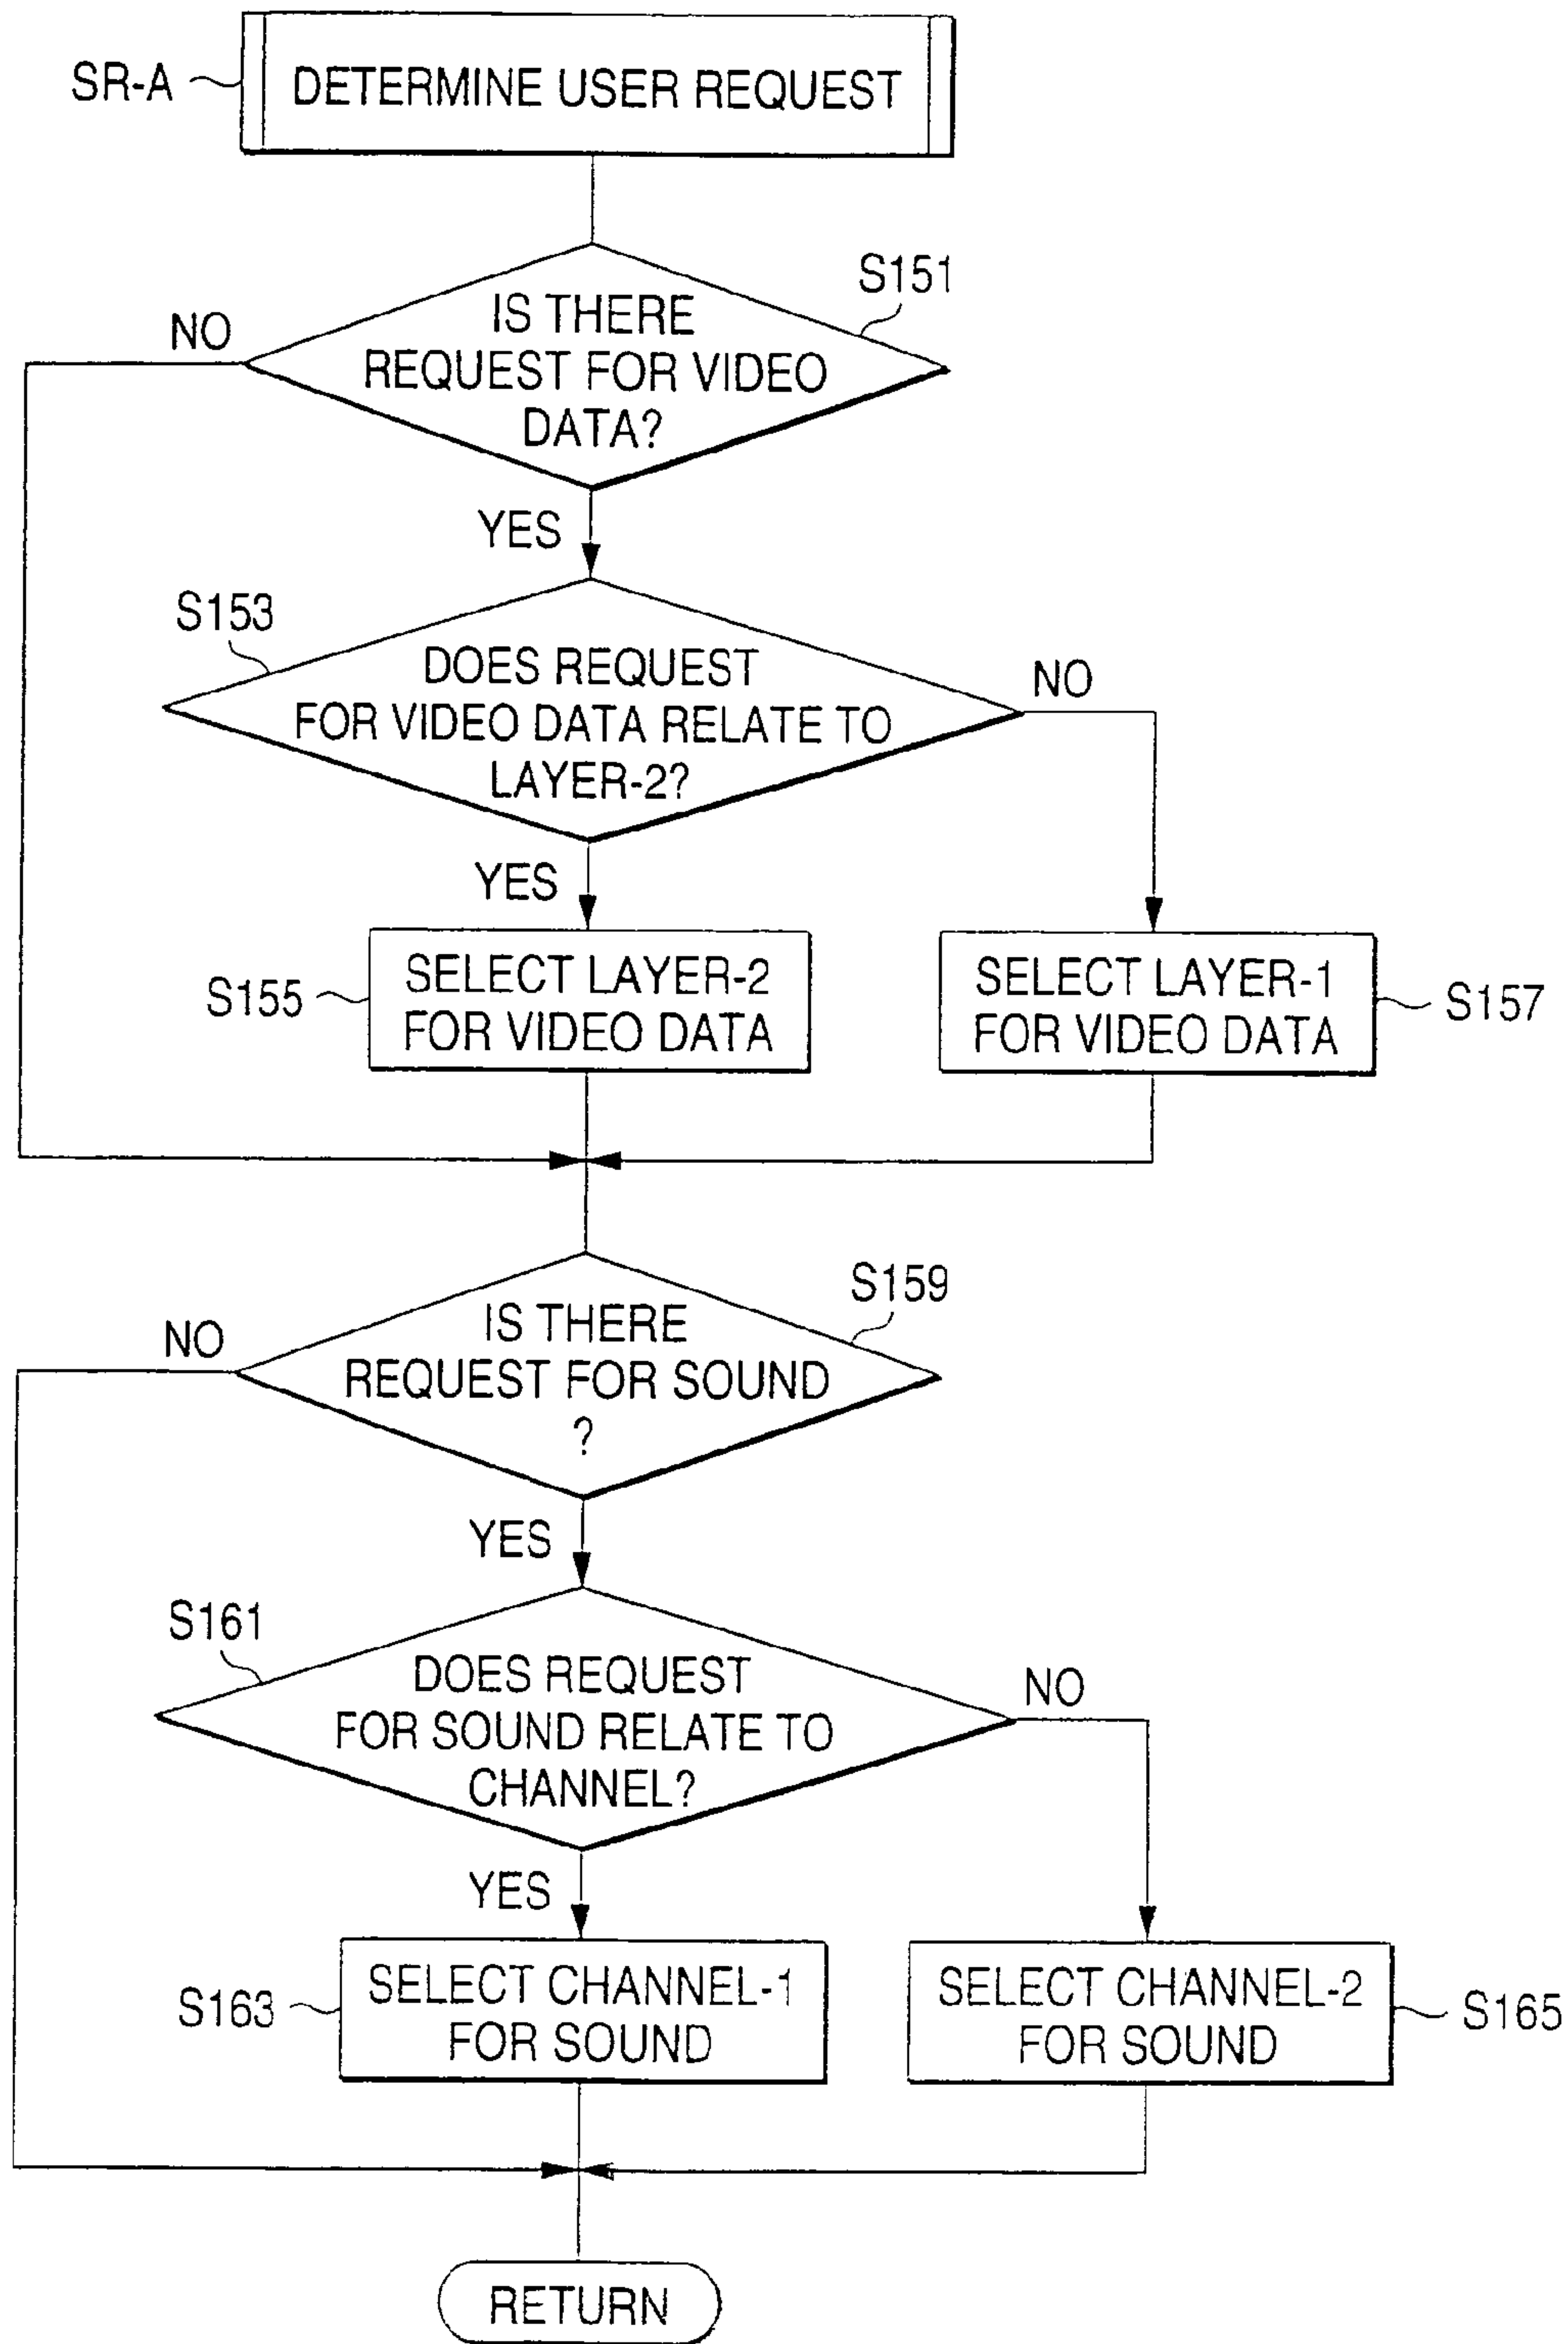 SR-A
DETERMINE USER REQUEST
S151
NO
IS THERE
REQUEST FOR VIDEO
DATA?
YES
S153
DOES REQUEST
FOR VIDEO DATA RELATE TO
LAYER-2?
NO
YES
S155
SELECT LAYER-2
FOR VIDEO DATA
SELECT LAYER-1
FOR VIDEO DATA
S157
S159
NO
IS THERE
REQUEST FOR SOUND
?
YES
S161
DOES REQUEST
FOR SOUND RELATE TO
CHANNEL?
NO
YES
S163
SELECT CHANNEL-1
FOR SOUND
SELECT CHANNEL-2
FOR SOUND
S165
RETURN